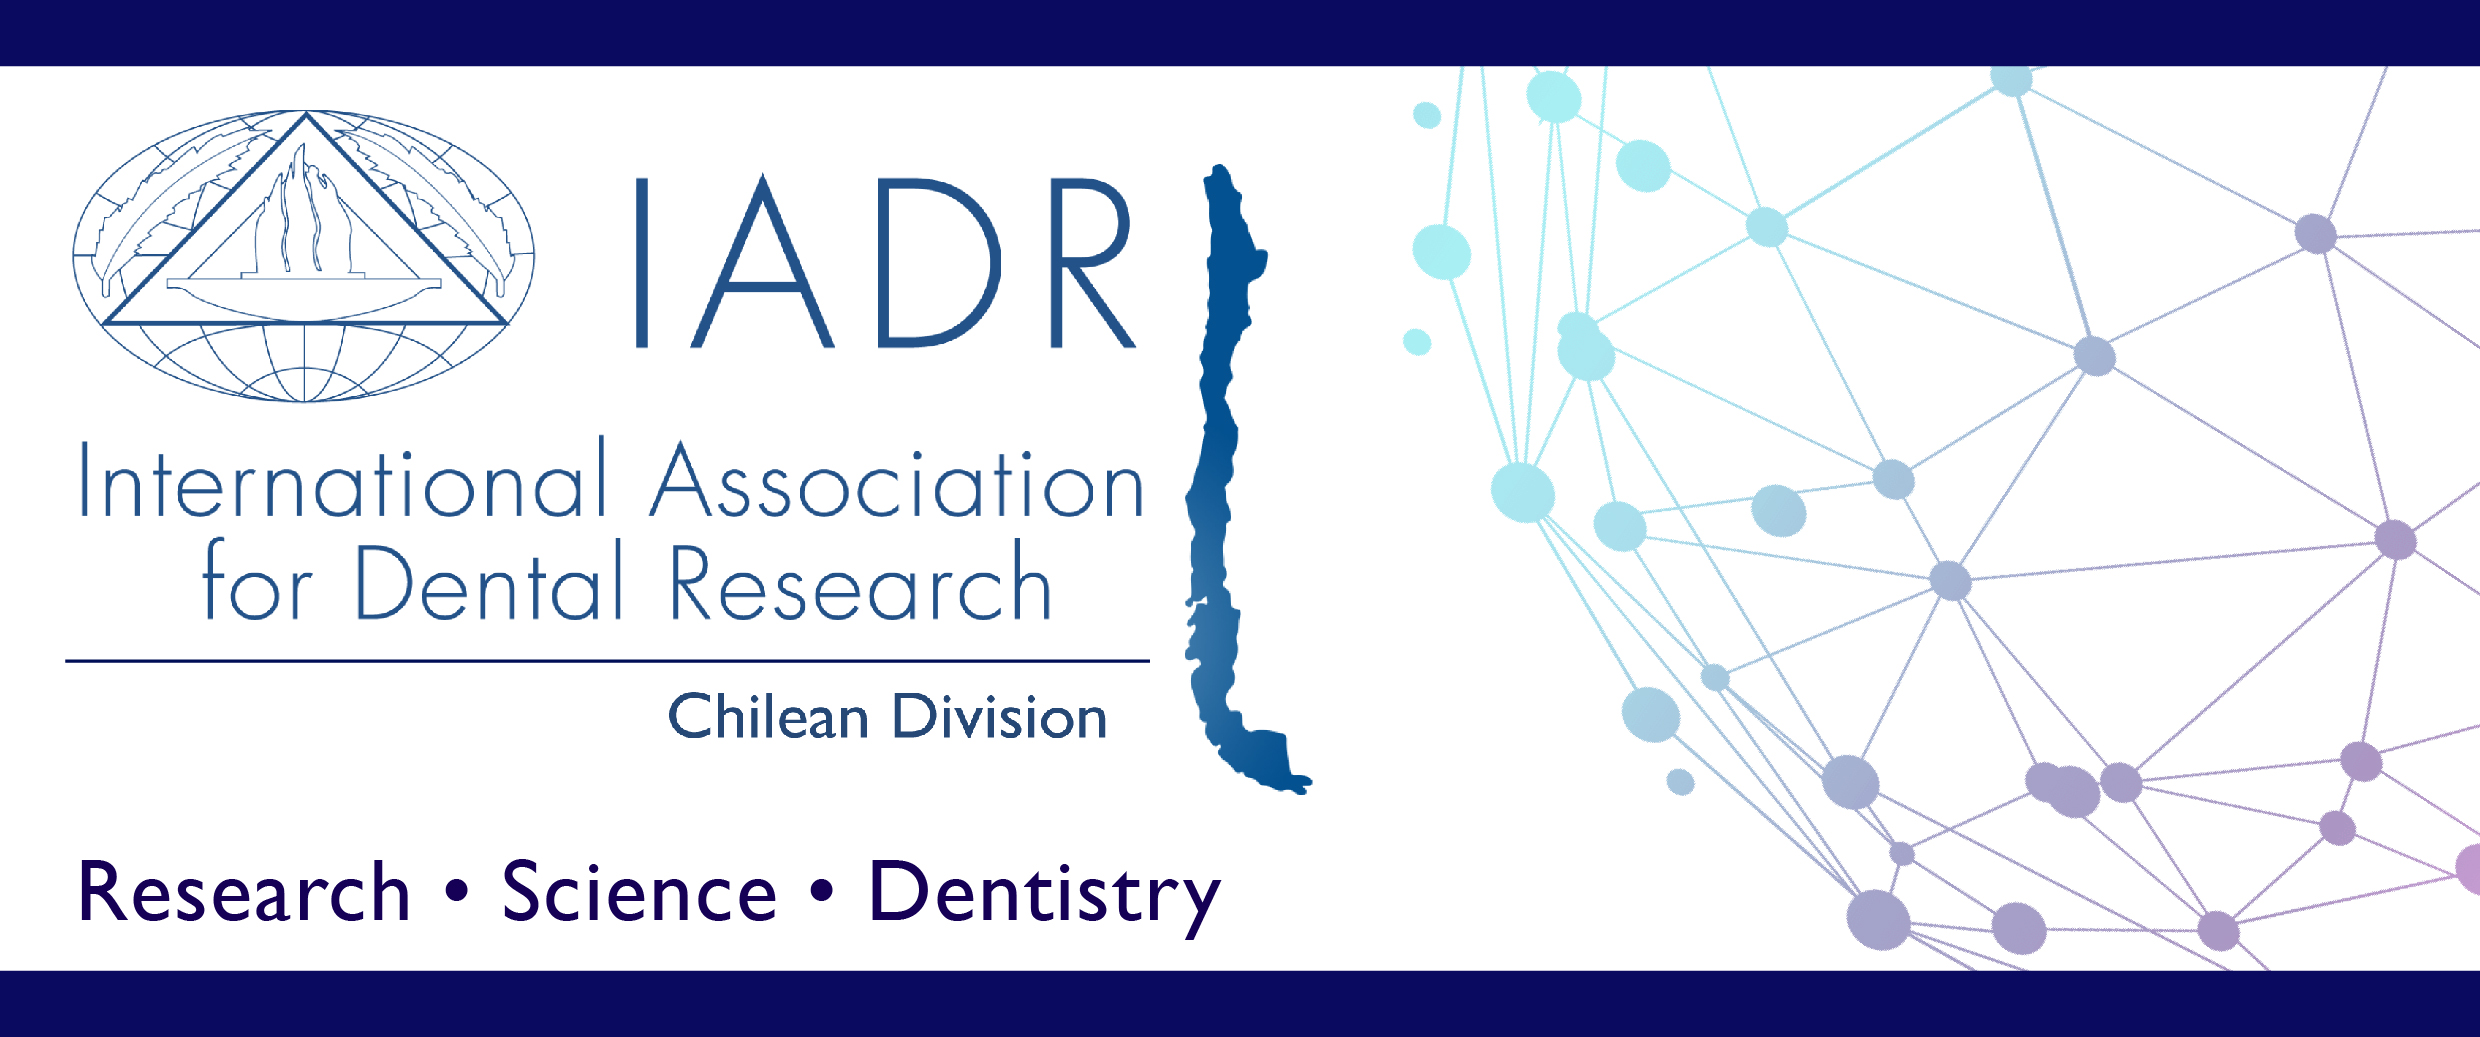 IADR
International Association
for Dental Research
Chilean Division
Research • Science • Dentistry